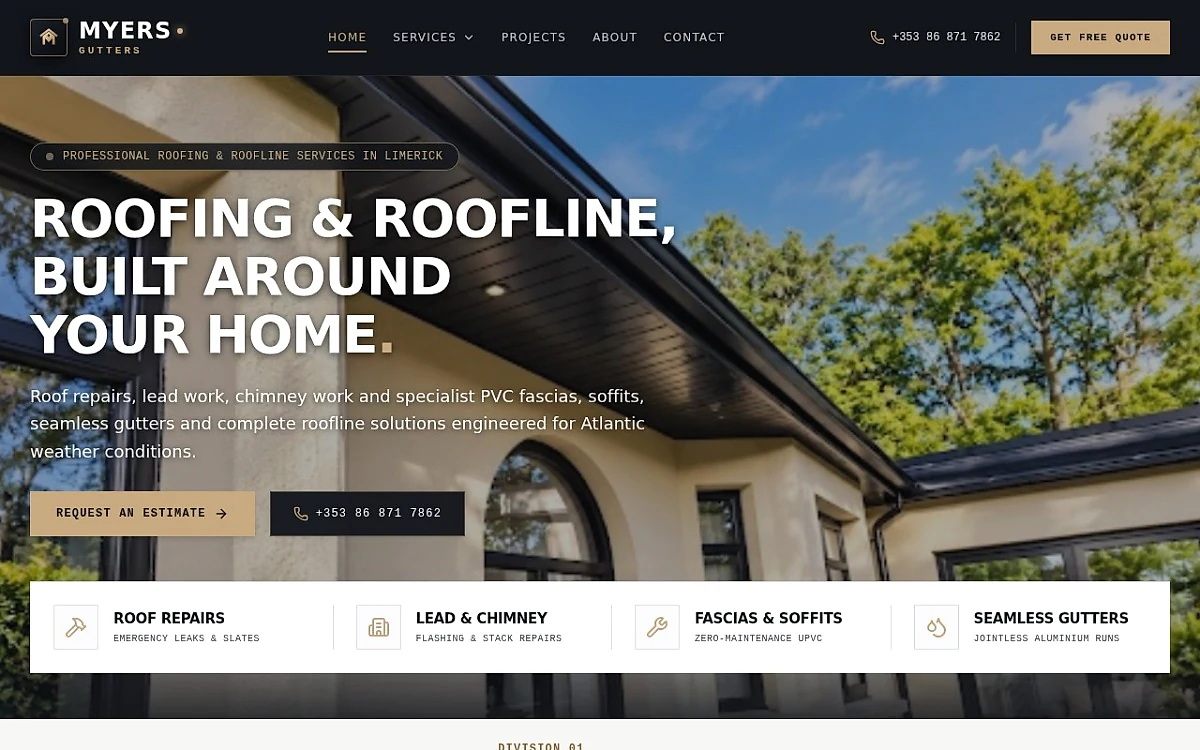 MYERS
GUTTERS
HOME
SERVICES
PROJECTS
ABOUT
CONTACT
+353 86 871 7862
GET FREE QUOTE
PROFESSIONAL ROOFING & ROOFLINE SERVICES IN LIMERICK
ROOFING & ROOFLINE,
BUILT AROUND
YOUR HOME.
Roof repairs, lead work, chimney work and specialist PVC fascias, soffits,
seamless gutters and complete roofline solutions engineered for Atlantic
weather conditions.
REQUEST AN ESTIMATE
+353 86 871 7862
ROOF REPAIRS
EMERGENCY LEAKS & SLATES
LEAD & CHIMNEY
FLASHING & STACK REPAIRS
FASCIAS & SOFFITS
ZERO-MAINTENANCE UPVC
SEAMLESS GUTTERS
JOINTLESS ALUMINIUM RUNS
DIVISION 01